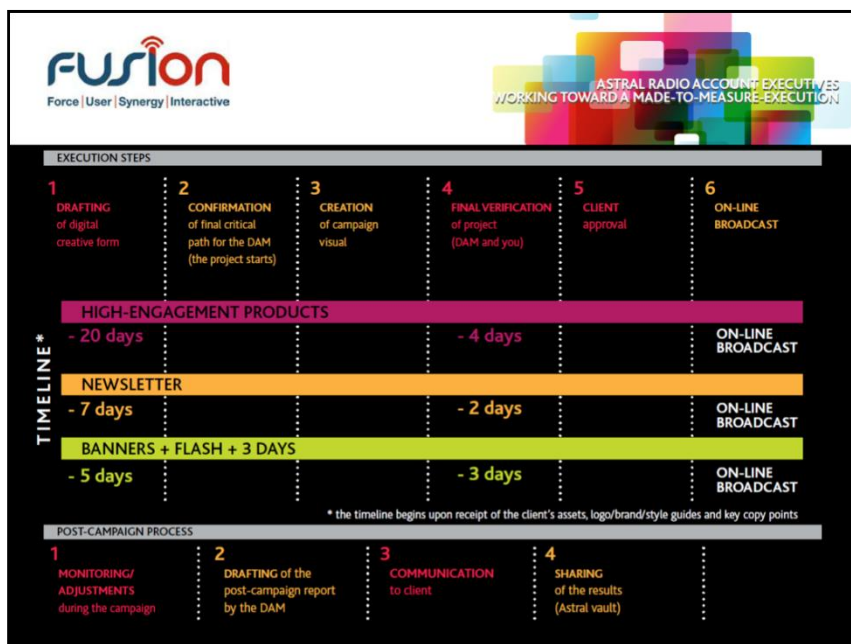 FUSION
Force | User | Synergy | Interactive
ASTRAL RADIO ACCOUNT EXECUTIVES
WORKING TOWARD A MADE-TO-MEASURE-EXECUTION
EXECUTION STEPS
1
DRAFTING
of digital
creative form
2
CONFIRMATION
of final critical
path for the DAM
(the project starts)
3
CREATION
of campaign
visual
4
FINAL VERIFICATION
of project
(DAM and you)
5
CLIENT
approval
6
ON-LINE
BROADCAST
TIMELINE*
HIGH-ENGAGEMENT PRODUCTS
- 20 days
- 4 days
ON-LINE
BROADCAST
NEWSLETTER
- 7 days
- 2 days
ON-LINE
BROADCAST
BANNERS + FLASH + 3 DAYS
- 5 days
- 3 days
ON-LINE
BROADCAST
* the timeline begins upon receipt of the client's assets, logo/brand/style guides and key copy points
POST-CAMPAIGN PROCESS
1
MONITORING/
ADJUSTMENTS
during the campaign
2
DRAFTING of the
post-campaign report
by the DAM
3
COMMUNICATION
to client
4
SHARING
of the results
(Astral vault)